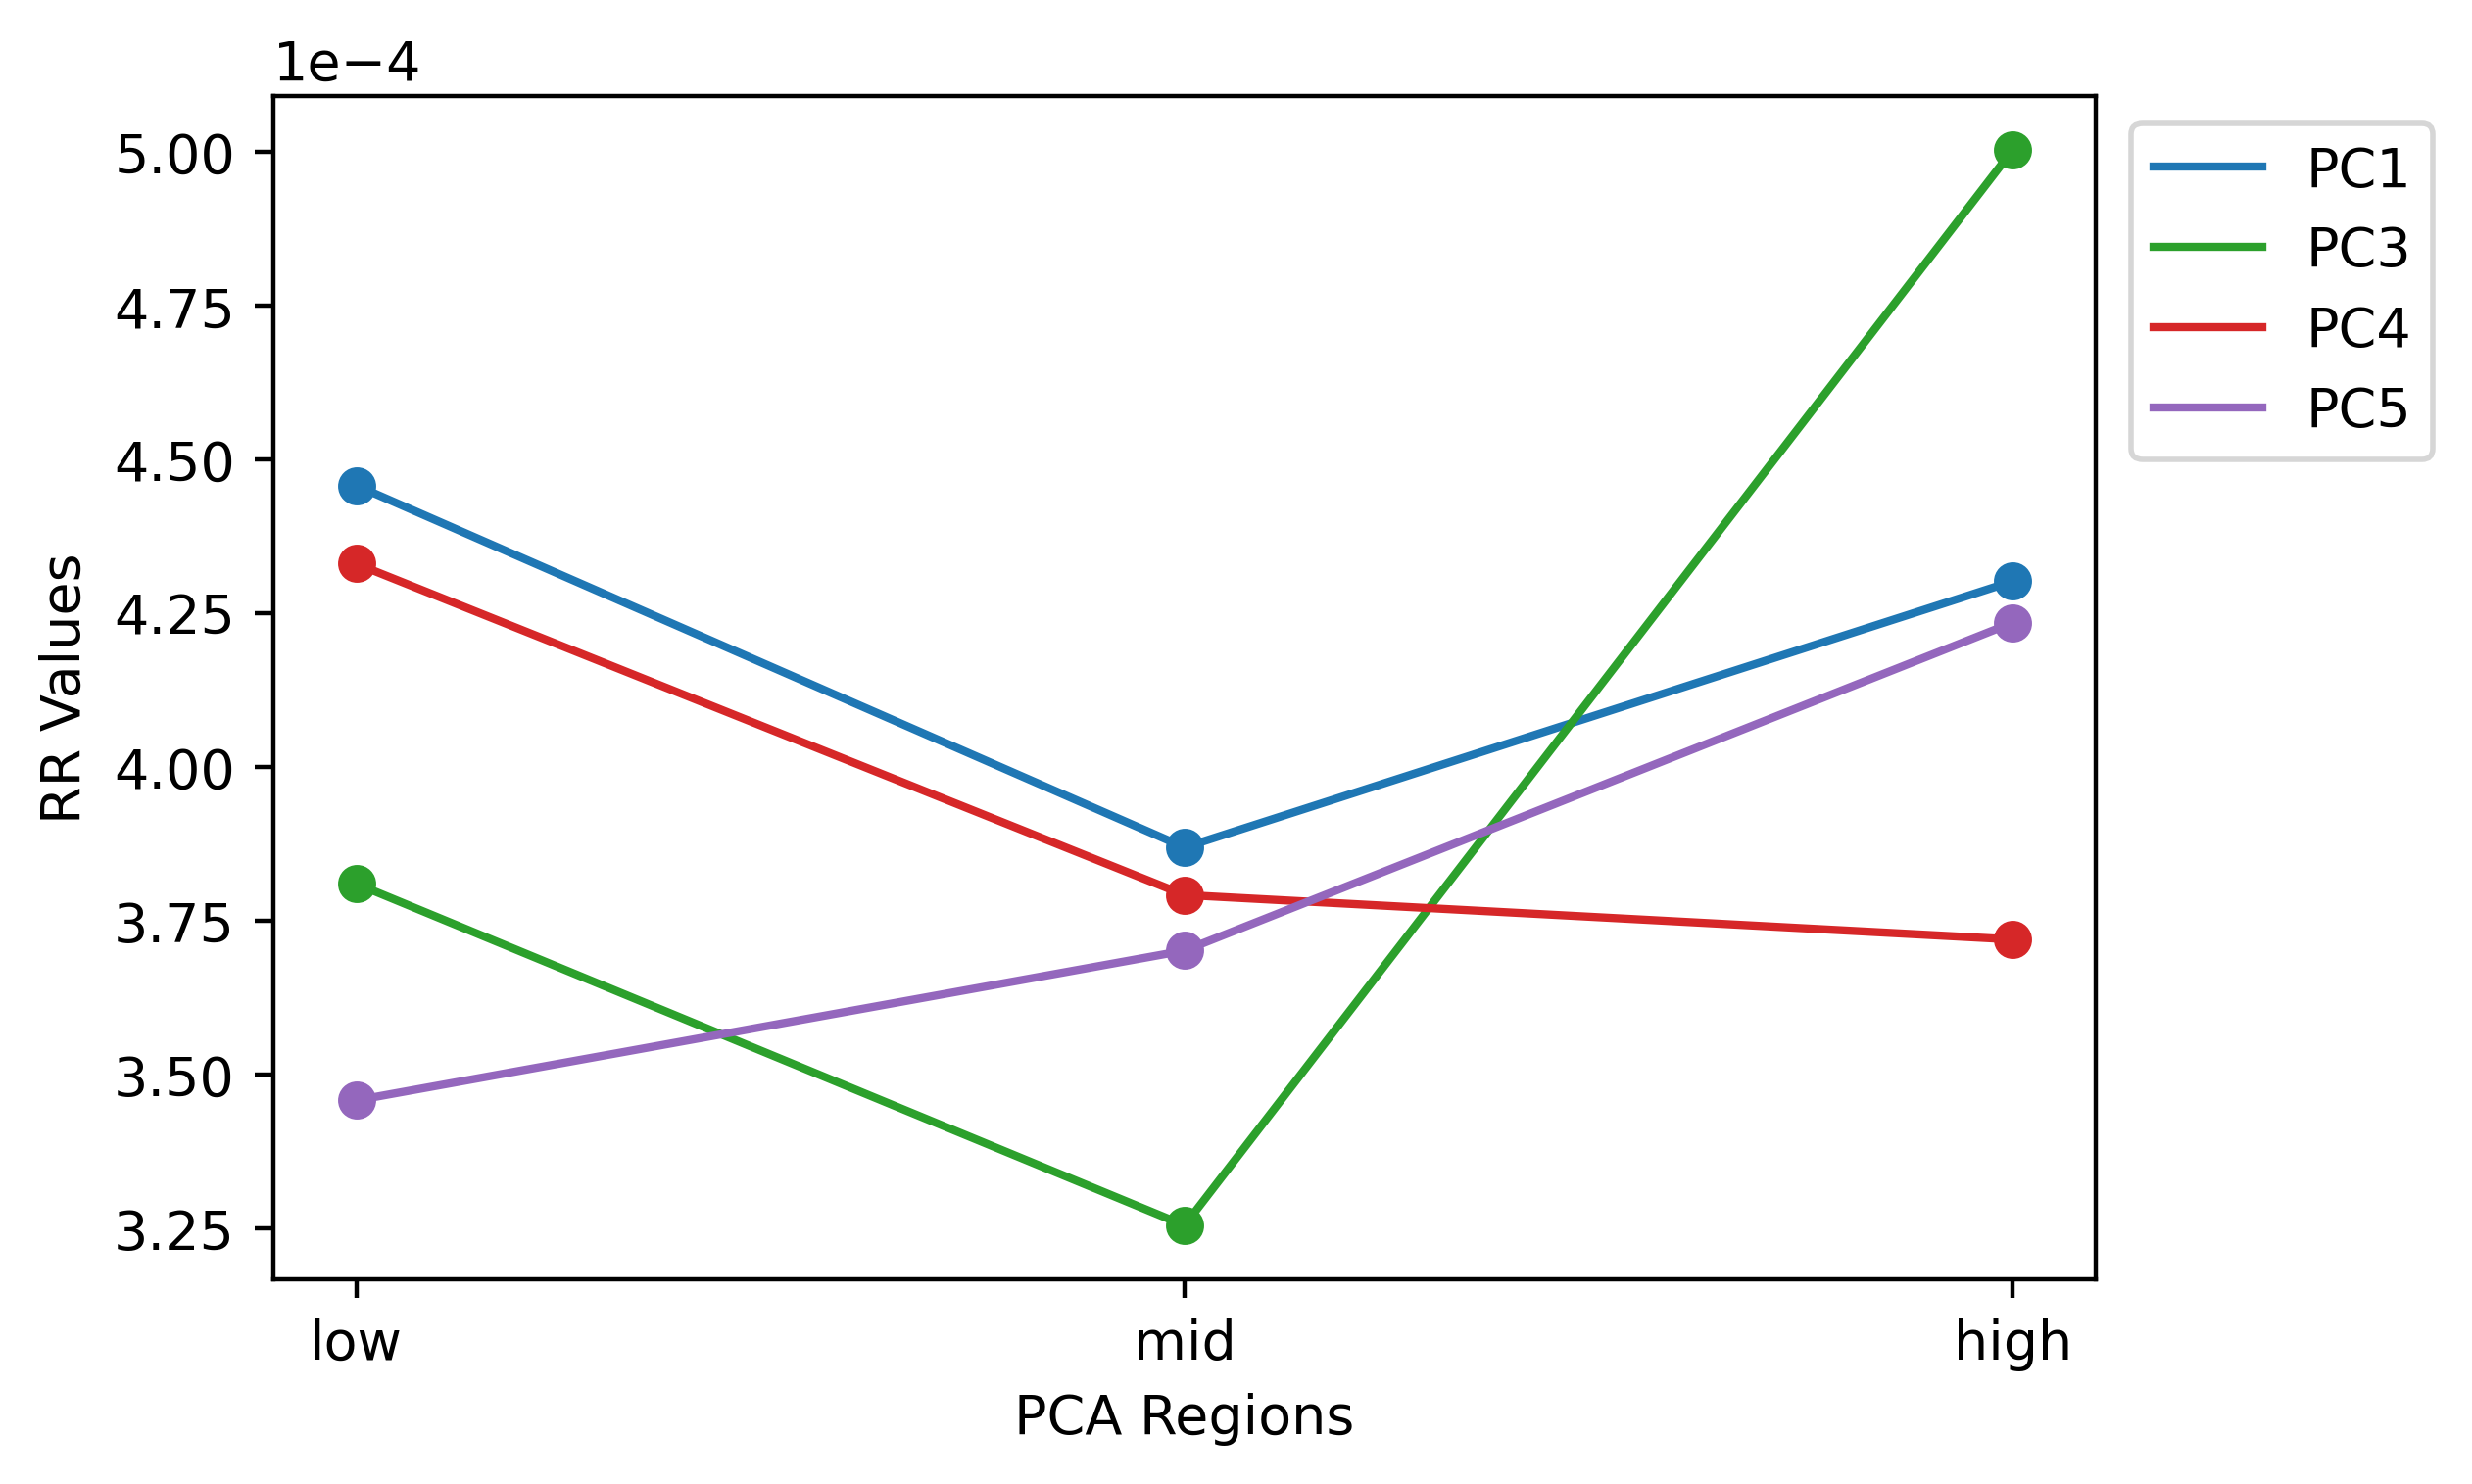 1e−4
5.00
4.75
4.50
4.25
4.00
3.75
3.50
3.25
RR Values
low
mid
high
PCA Regions
PC1
PC3
PC4
PC5